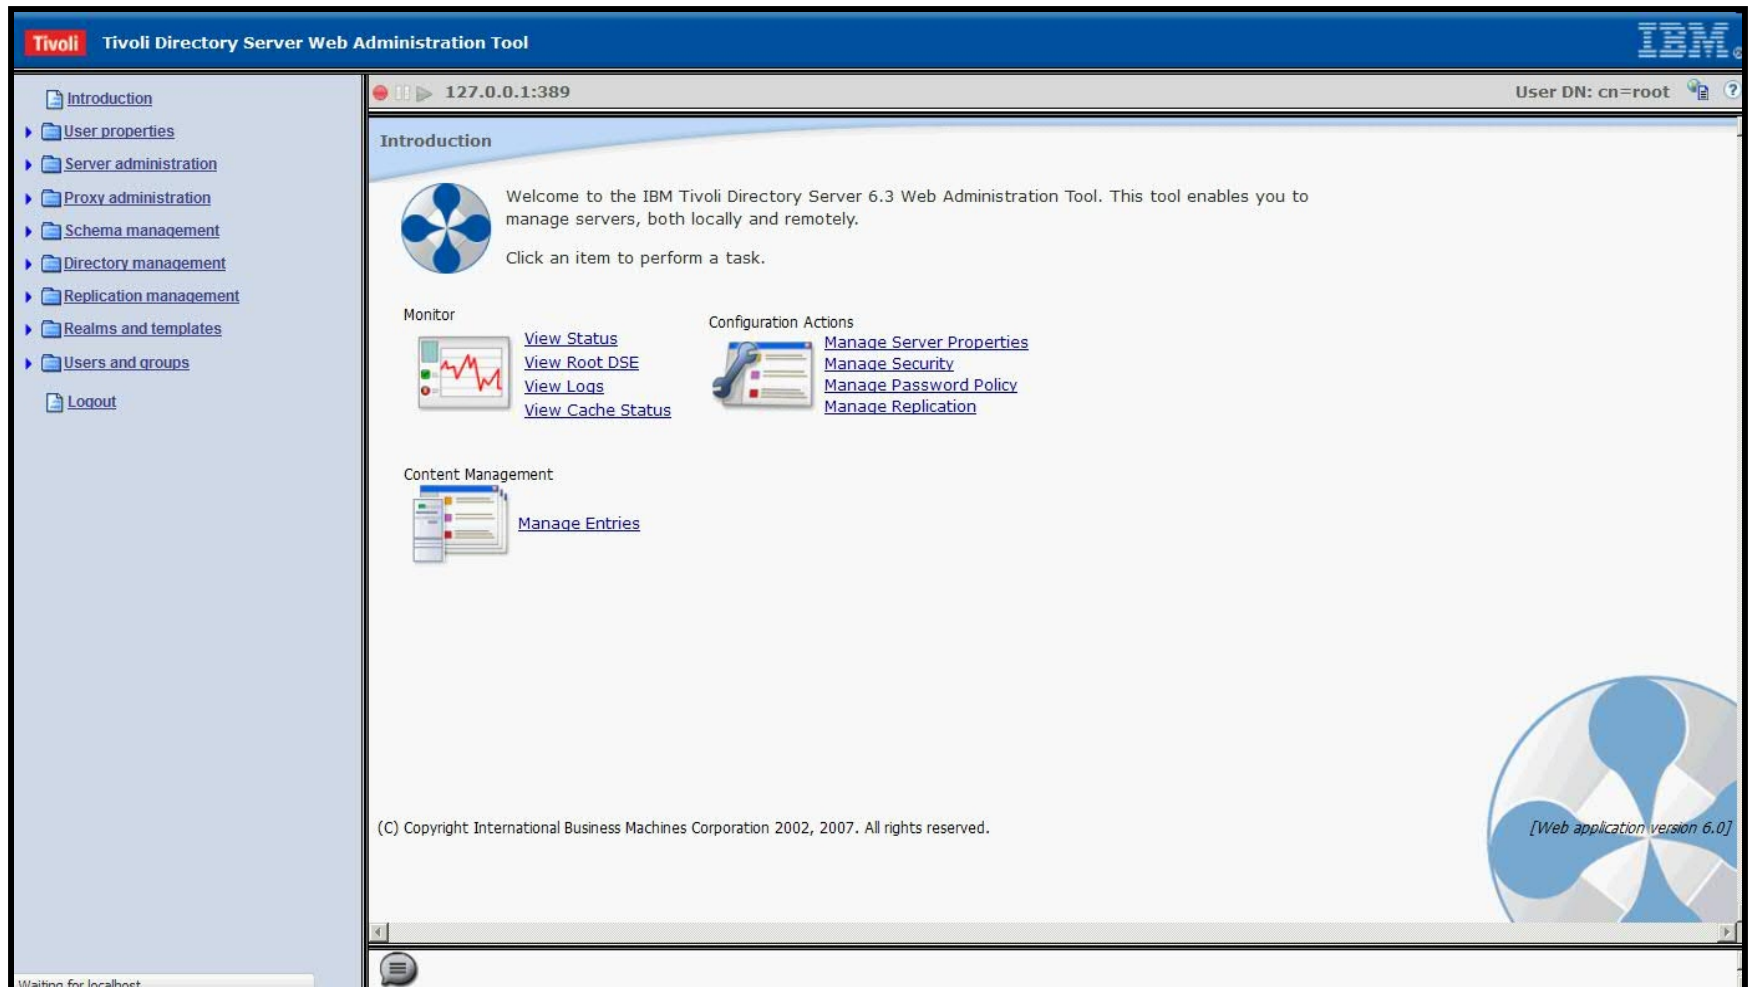 Tivoli Tivoli Directory Server Web Administration Tool
IBM
Introduction
User properties
Server administration
Proxy administration
Schema management
Directory management
Replication management
Realms and templates
Users and groups
Logout
127.0.0.1:389
User DN: cn=root
?
Introduction
Welcome to the IBM Tivoli Directory Server 6.3 Web Administration Tool. This tool enables you to
manage servers, both locally and remotely.
Click an item to perform a task.
Monitor
View Status
View Root DSE
View Logs
View Cache Status
Configuration Actions
Manage Server Properties
Manage Security
Manage Password Policy
Manage Replication
Content Management
Manage Entries
(C) Copyright International Business Machines Corporation 2002, 2007. All rights reserved.
[Web application version 6.0]
Waiting for localhost